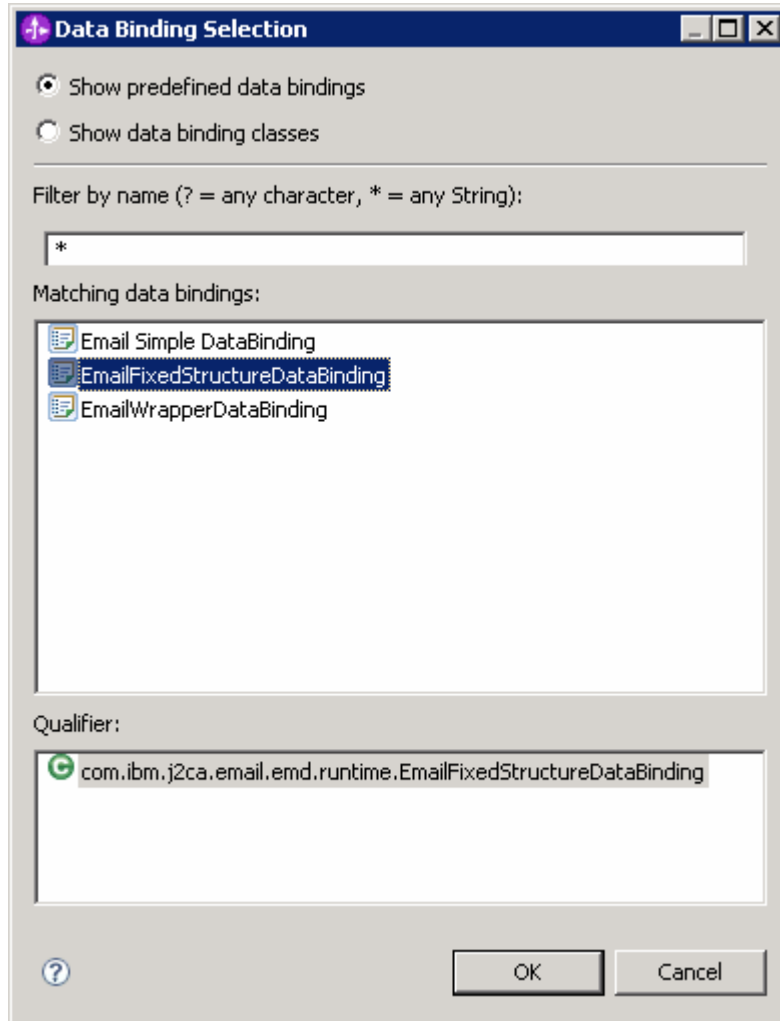 Data Binding Selection
Show predefined data bindings
Show data binding classes
Filter by name (? = any character, * = any String):
*
Matching data bindings:
Email Simple DataBinding
EmailFixedStructureDataBinding
EmailWrapperDataBinding
Qualifier:
com.ibm.j2ca.email.emd.runtime.EmailFixedStructureDataBinding
OK Cancel